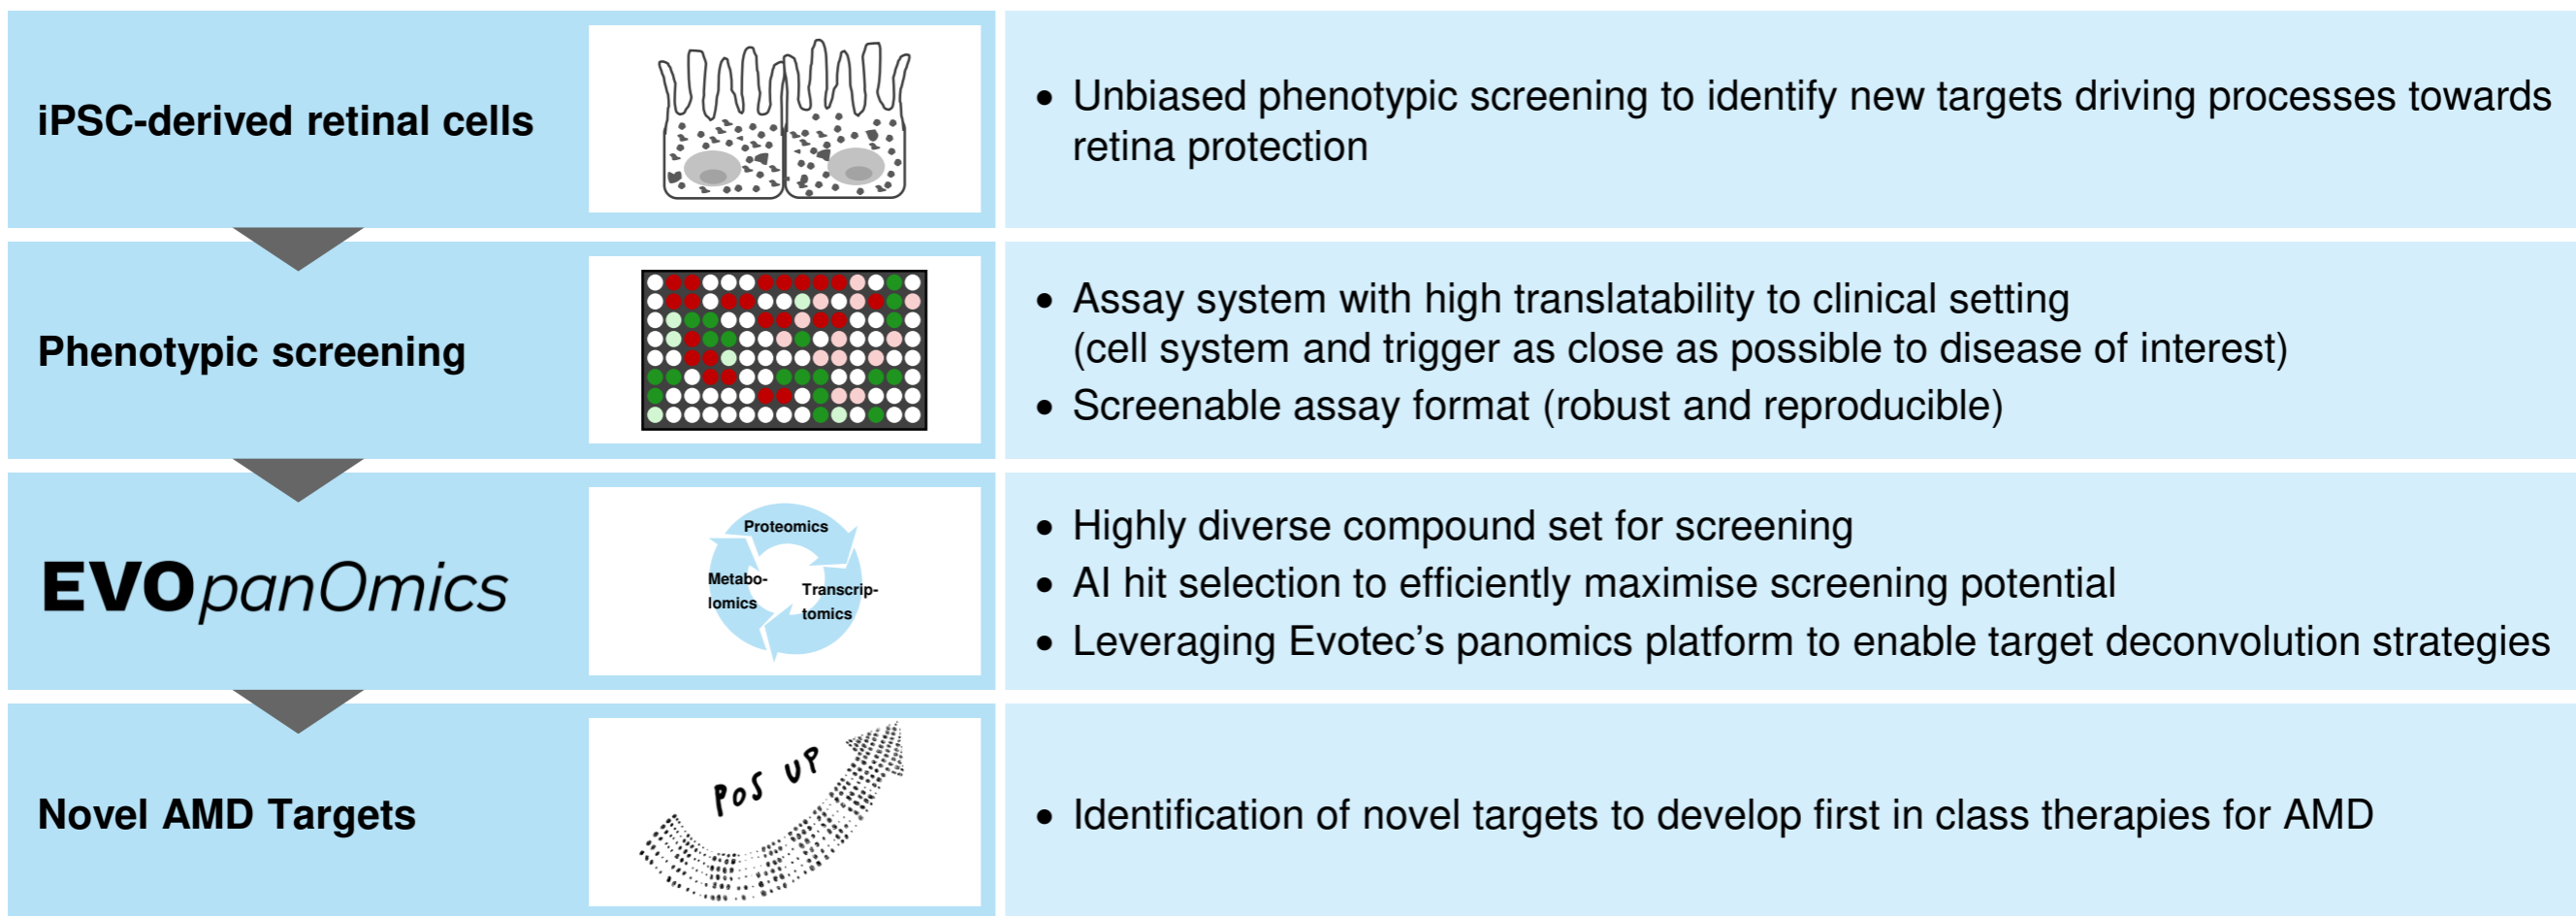 iPSC-derived retinal cells
• Unbiased phenotypic screening to identify new targets driving processes towards
retina protection
Phenotypic screening
• Assay system with high translatability to clinical setting
(cell system and trigger as close as possible to disease of interest)
• Screenable assay format (robust and reproducible)
EVOpanOmics
Proteomics
Metabo-
lomics
Transcrip-
tomics
• Highly diverse compound set for screening
• AI hit selection to efficiently maximise screening potential
• Leveraging Evotec’s panomics platform to enable target deconvolution strategies
Novel AMD Targets
POS UP
• Identification of novel targets to develop first in class therapies for AMD